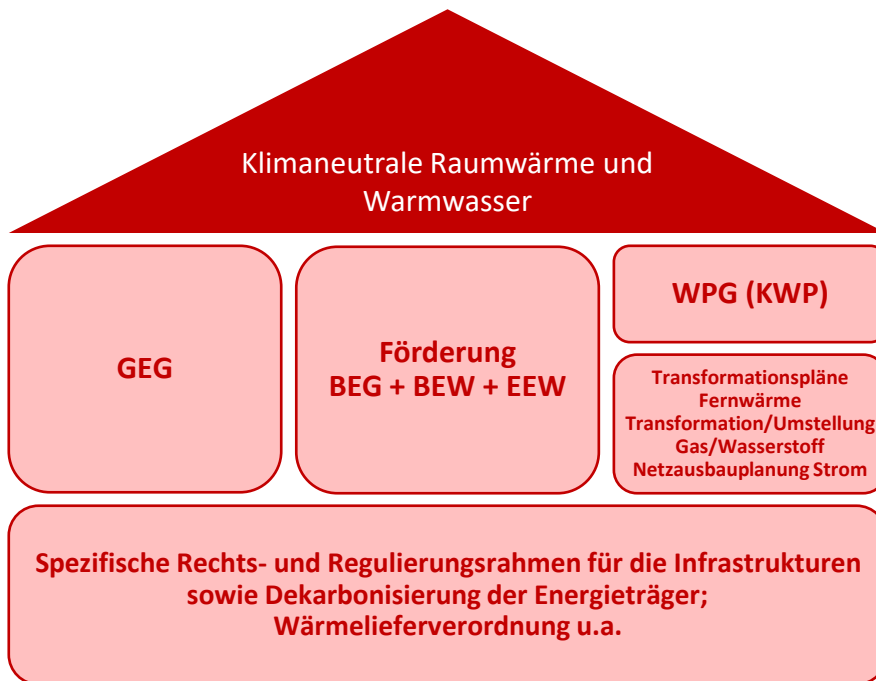 Klimaneutrale Raumwärme und
Warmwasser
GEG
Förderung
BEG + BEW + EEW
WPG (KWP)
Transformationspläne
Fernwärme
Transformation/Umstellung
Gas/Wasserstoff
Netzausbauplanung Strom
Spezifische Rechts- und Regulierungsrahmen für die Infrastrukturen
sowie Dekarbonisierung der Energieträger;
Wärmelieferverordnung u.a.